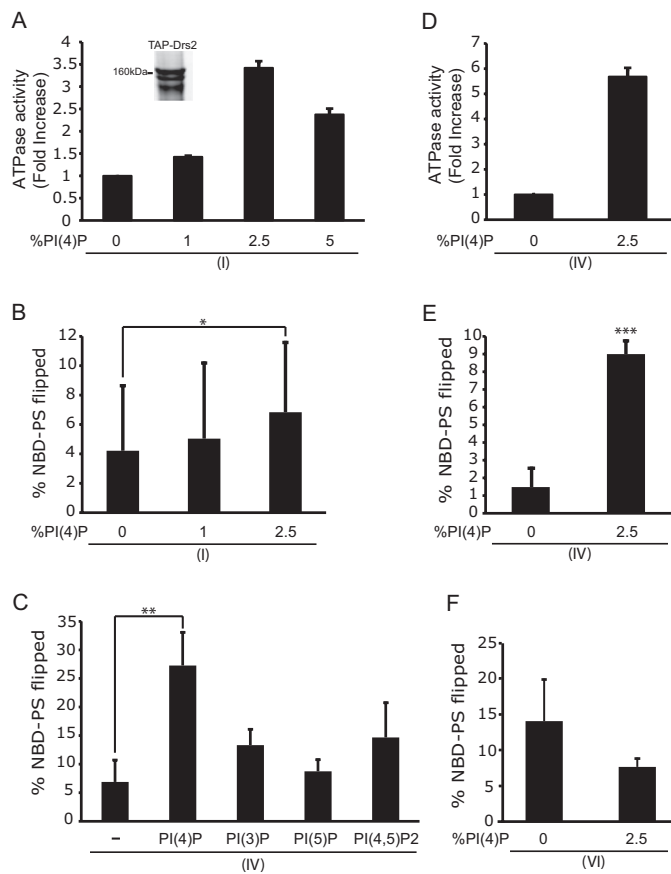 A
TAP-Drs2
160kDa
ATPase activity
(Fold Increase)
4
3.5
3
2.5
2
1.5
1
0.5
0
%PI(4)P 0 1 2.5 5
(I)
D
ATPase activity
(Fold Increase)
7
6
5
4
3
2
1
0
%PI(4)P 0 2.5
(IV)
B
% NBD-PS flipped
12
10
8
6
4
2
0
*
%PI(4)P 0 1 2.5
(I)
E
% NBD-PS flipped
10
9
8
7
6
5
4
3
2
1
0
***
%PI(4)P 0 2.5
(IV)
C
% NBD-PS flipped
35
30
25
20
15
10
5
0
**
– PI(4)P PI(3)P PI(5)P PI(4,5)P2
(IV)
F
% NBD-PS flipped
25
20
15
10
5
0
%PI(4)P 0 2.5
(VI)